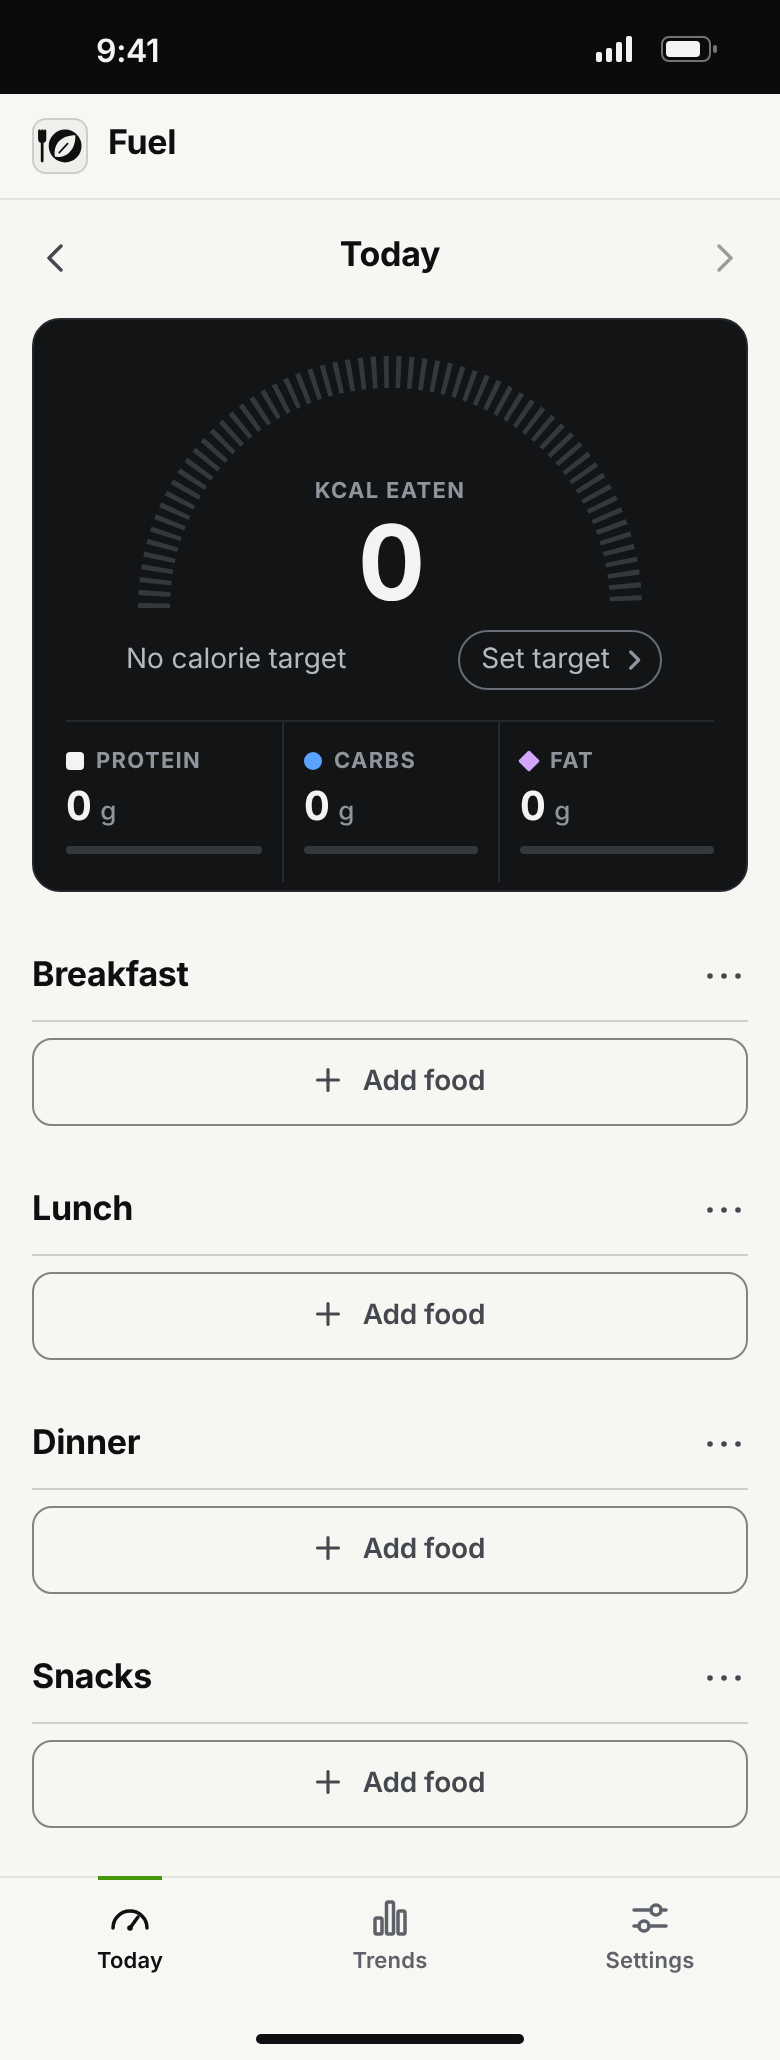 9:41
Fuel
Today
KCAL EATEN
0
No calorie target
Set target
PROTEIN
CARBS
FAT
0 g
0 g
0 g
Breakfast
Add food
Lunch
Add food
Dinner
Add food
Snacks
Add food
Today
Trends
Settings